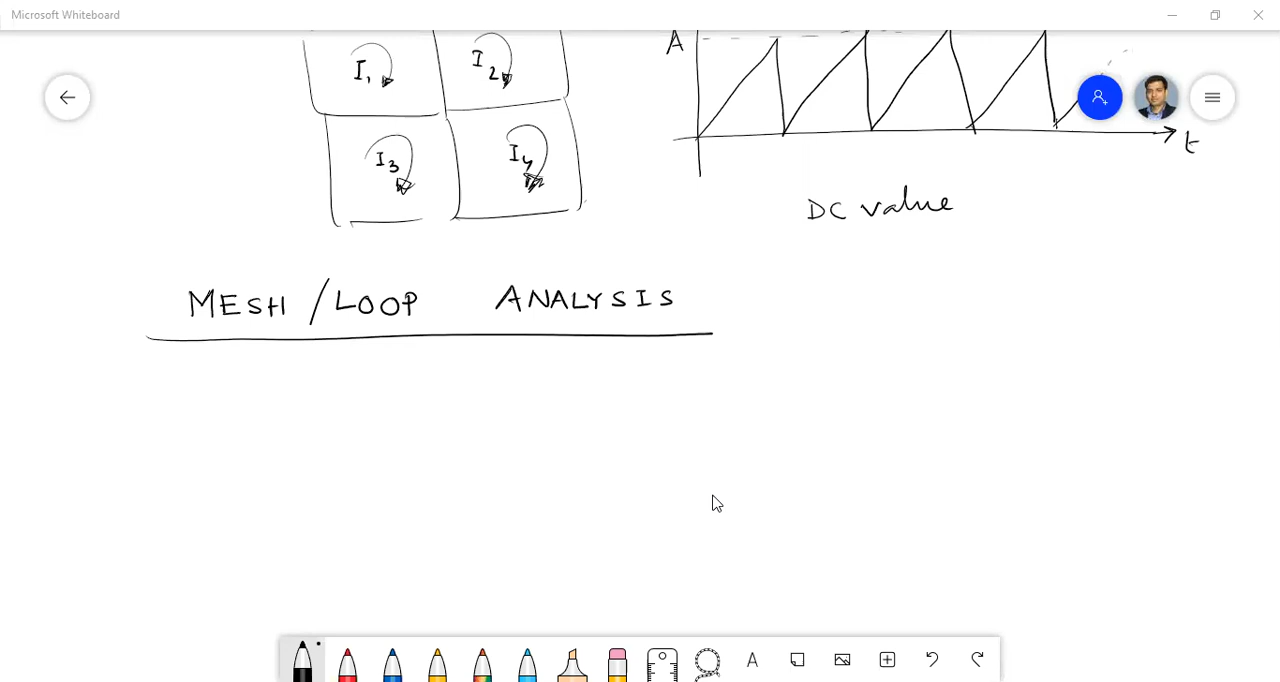 Microsoft Whiteboard
I1 I2
I3 I4
A
t
DC value
MESH / LOOP ANALYSIS
A